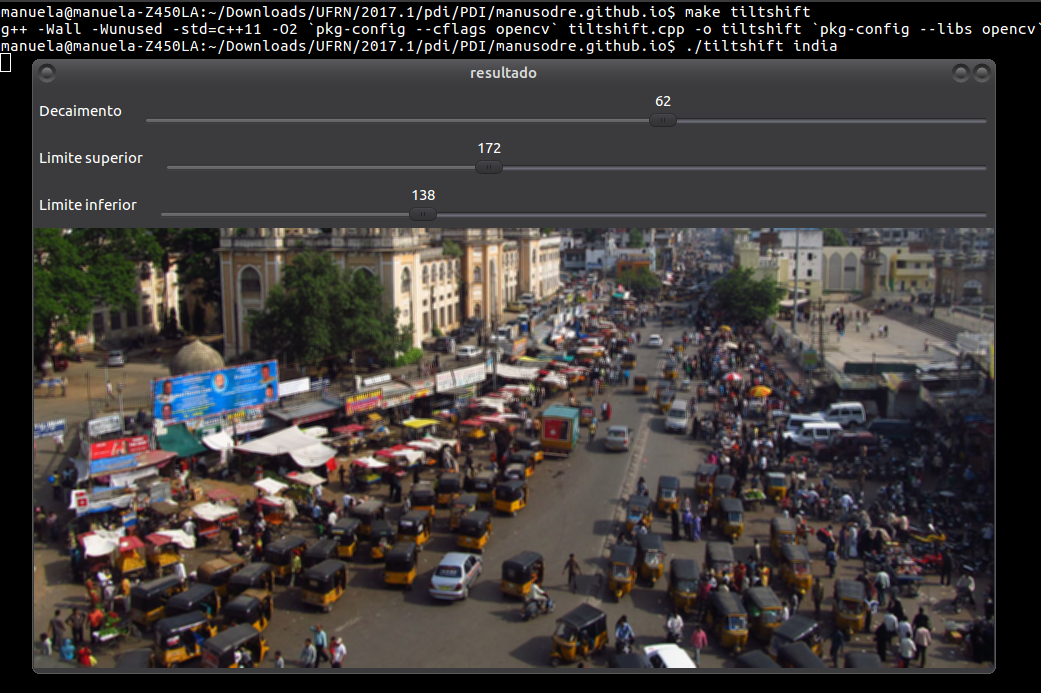 manuela@manuela-Z450LA:~/Downloads/UFRN/2017.1/pdi/PDI/manusodre.github.io$ make tiltshift
g++ -Wall -Wunused -std=c++11 -O2 `pkg-config --cflags opencv` tiltshift.cpp -o tiltshift `pkg-config --libs opencv`
manuela@manuela-Z450LA:~/Downloads/UFRN/2017.1/pdi/PDI/manusodre.github.io$ ./tiltshift india
resultado
Decaimento
62
Limite superior
172
Limite inferior
138